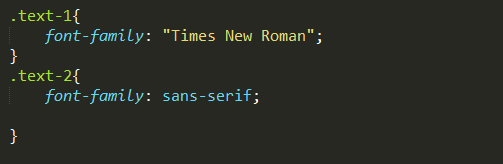 .text-1{
    font-family: "Times New Roman";
}
.text-2{
    font-family: sans-serif;

}